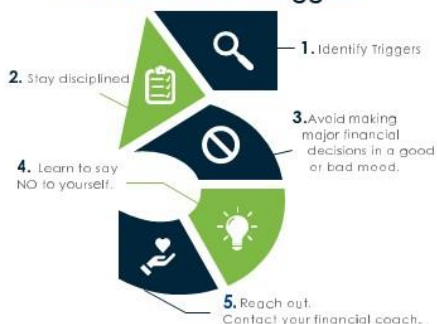 1. Identify Triggers
2. Stay disciplined
3.Avoid making
major financial
decisions in a good
or bad mood.
4. Learn to say
NO to yourself.
5. Reach out.
Contact your financial coach.